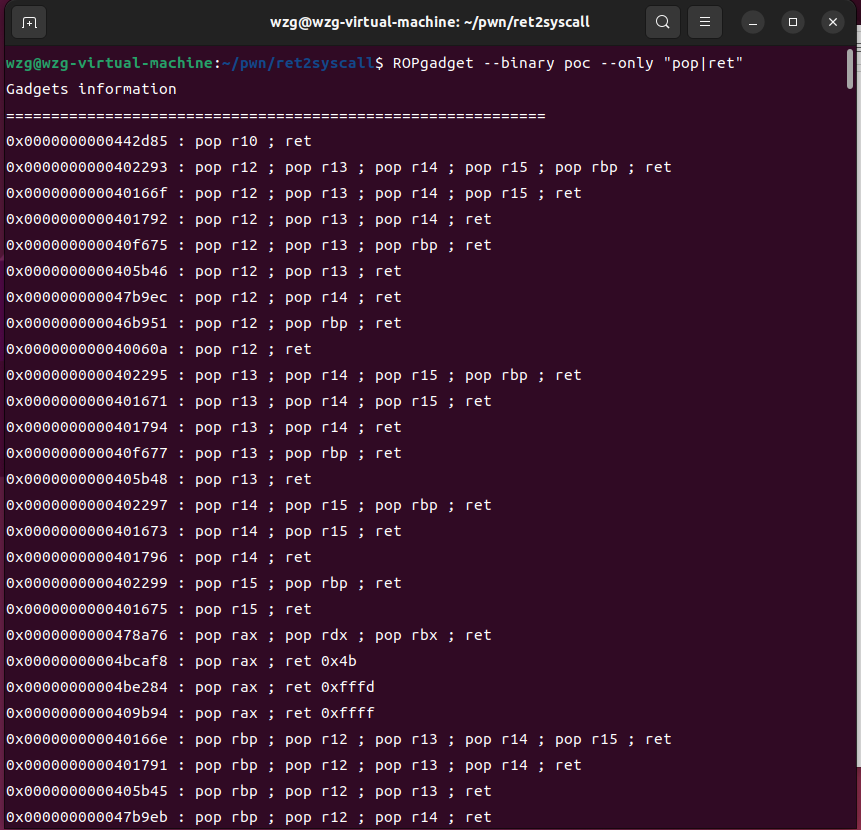 wzg@wzg-virtual-machine: ~/pwn/ret2syscall
wzg@wzg-virtual-machine:~/pwn/ret2syscall$ ROPgadget --binary poc --only "pop|ret"
Gadgets information
============================================================
0x0000000000442d85 : pop r10 ; ret
0x0000000000402293 : pop r12 ; pop r13 ; pop r14 ; pop r15 ; pop rbp ; ret
0x000000000040166f : pop r12 ; pop r13 ; pop r14 ; pop r15 ; ret
0x0000000000401792 : pop r12 ; pop r13 ; pop r14 ; ret
0x000000000040f675 : pop r12 ; pop r13 ; pop rbp ; ret
0x0000000000405b46 : pop r12 ; pop r13 ; ret
0x000000000047b9ec : pop r12 ; pop r14 ; ret
0x000000000046b951 : pop r12 ; pop rbp ; ret
0x000000000040060a : pop r12 ; ret
0x0000000000402295 : pop r13 ; pop r14 ; pop r15 ; pop rbp ; ret
0x0000000000401671 : pop r13 ; pop r14 ; pop r15 ; ret
0x0000000000401794 : pop r13 ; pop r14 ; ret
0x000000000040f677 : pop r13 ; pop rbp ; ret
0x0000000000405b48 : pop r13 ; ret
0x0000000000402297 : pop r14 ; pop r15 ; pop rbp ; ret
0x0000000000401673 : pop r14 ; pop r15 ; ret
0x0000000000401796 : pop r14 ; ret
0x0000000000402299 : pop r15 ; pop rbp ; ret
0x0000000000401675 : pop r15 ; ret
0x0000000000478a76 : pop rax ; pop rdx ; pop rbx ; ret
0x00000000004bcaf8 : pop rax ; ret 0x4b
0x00000000004be284 : pop rax ; ret 0xfffd
0x0000000000409b94 : pop rax ; ret 0xffff
0x000000000040166e : pop rbp ; pop r12 ; pop r13 ; pop r14 ; pop r15 ; ret
0x0000000000401791 : pop rbp ; pop r12 ; pop r13 ; pop r14 ; ret
0x0000000000405b45 : pop rbp ; pop r12 ; pop r13 ; ret
0x000000000047b9eb : pop rbp ; pop r12 ; pop r14 ; ret